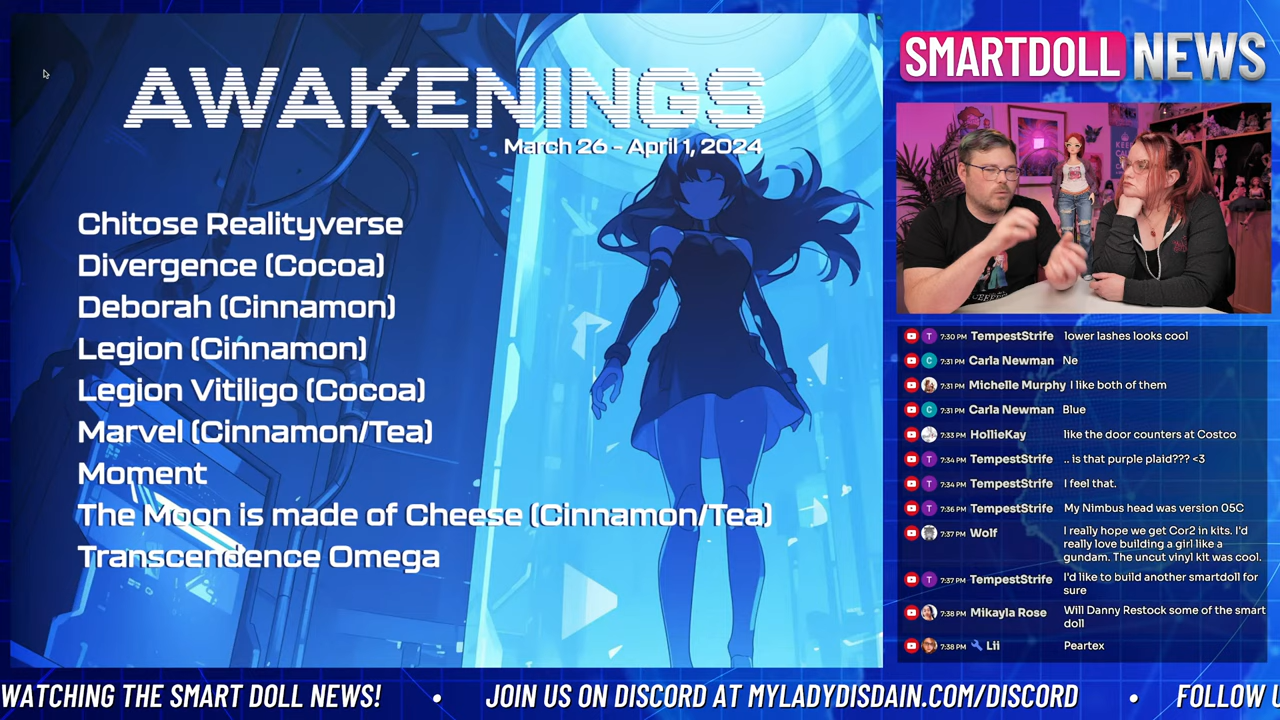 AWAKENINGS
March 26 - April 1, 2024
Chitose Realityverse
Divergence (Cocoa)
Deborah (Cinnamon)
Legion (Cinnamon)
Legion Vitiligo (Cocoa)
Marvel (Cinnamon/Tea)
Moment
The Moon is made of Cheese (Cinnamon/Tea)
Transcendence Omega
SMARTDOLL NEWS
KEEP
7:30 PM TempestStrife lower lashes looks cool
C 7:31 PM Carla Newman Ne
7:31 PM Michelle Murphy I like both of them
C 7:31 PM Carla Newman Blue
7:33 PM HollieKay like the door counters at Costco
T 7:34 PM TempestStrife .. is that purple plaid??? <3
T 7:34 PM TempestStrife I feel that.
T 7:36 PM TempestStrife My Nimbus head was version 05C
7:37 PM Wolf I really hope we get Cor2 in kits. I'd
really love building a girl like a
gundam. The uncut vinyl kit was cool.
T 7:37 PM TempestStrife I'd like to build another smartdoll for
sure
7:38 PM Mikayla Rose Will Danny Restock some of the smart
doll
7:38 PM Lii Peartex
WATCHING THE SMART DOLL NEWS! • JOIN US ON DISCORD AT MYLADYDISDAIN.COM/DISCORD • FOLLOW